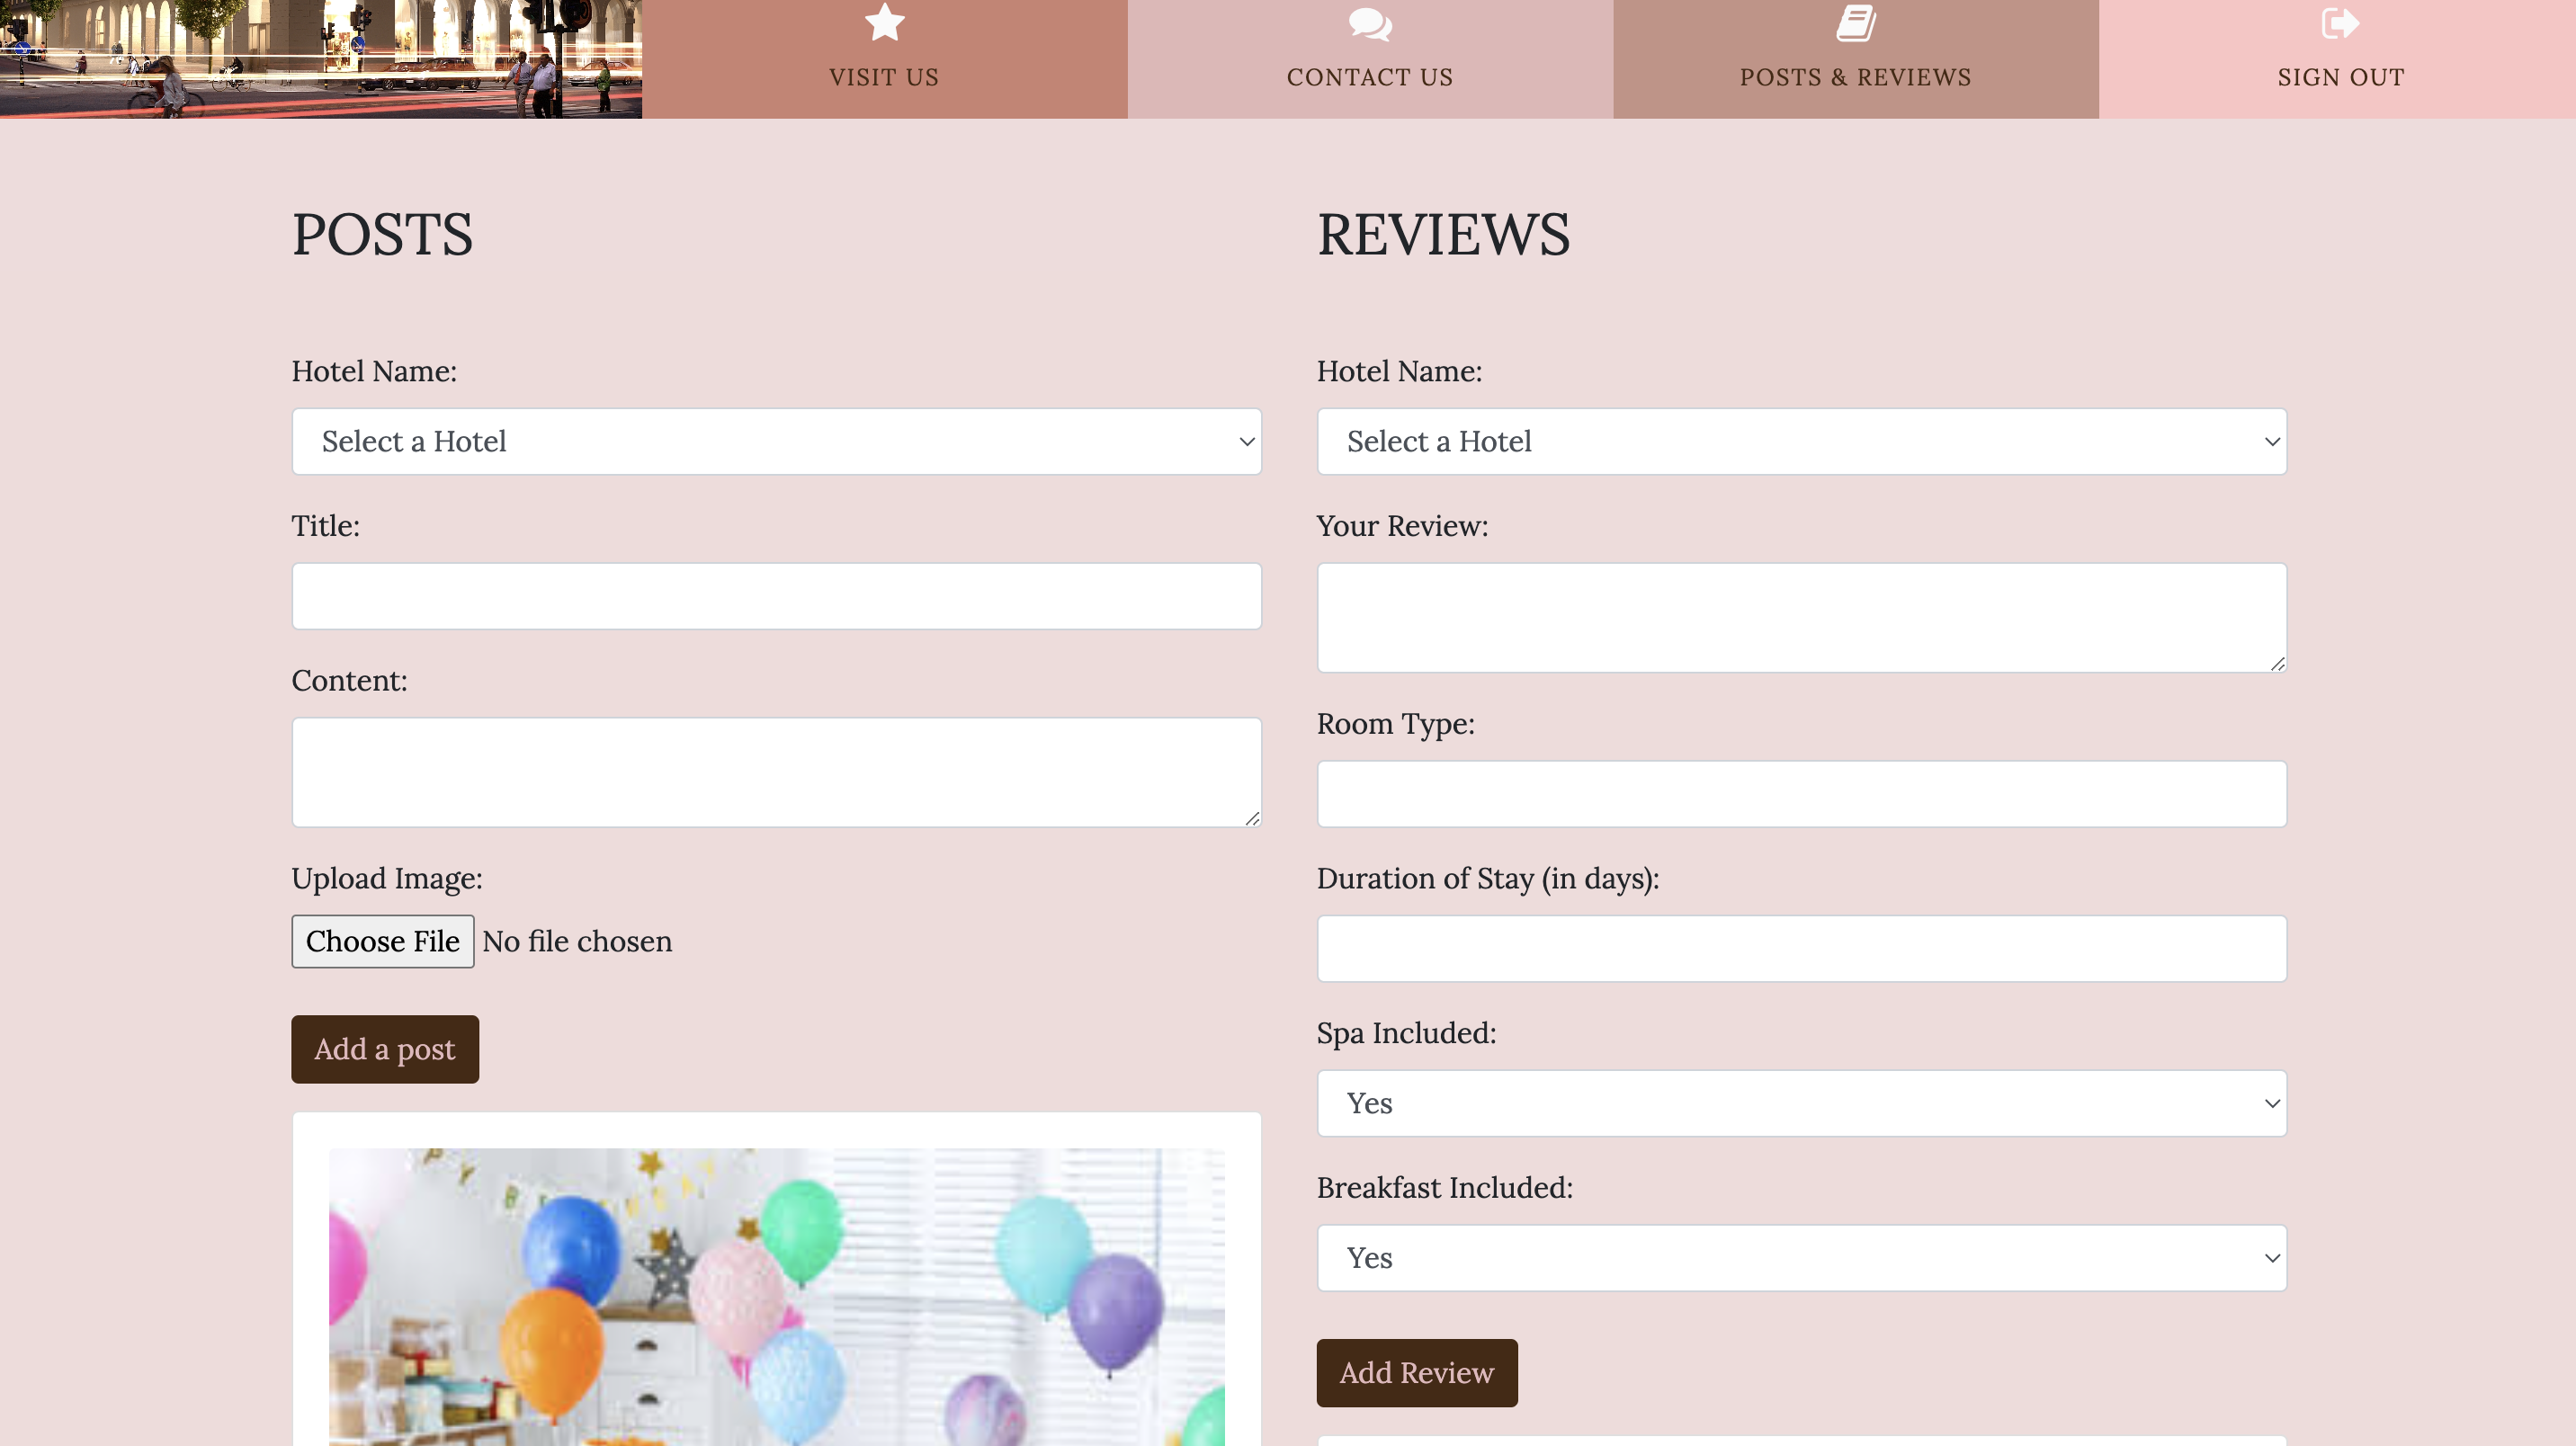 VISIT US
CONTACT US
POSTS & REVIEWS
SIGN OUT
POSTS
Hotel Name:
Select a Hotel
Title:
Content:
Upload Image:
Choose File No file chosen
Add a post
REVIEWS
Hotel Name:
Select a Hotel
Your Review:
Room Type:
Duration of Stay (in days):
Spa Included:
Yes
Breakfast Included:
Yes
Add Review